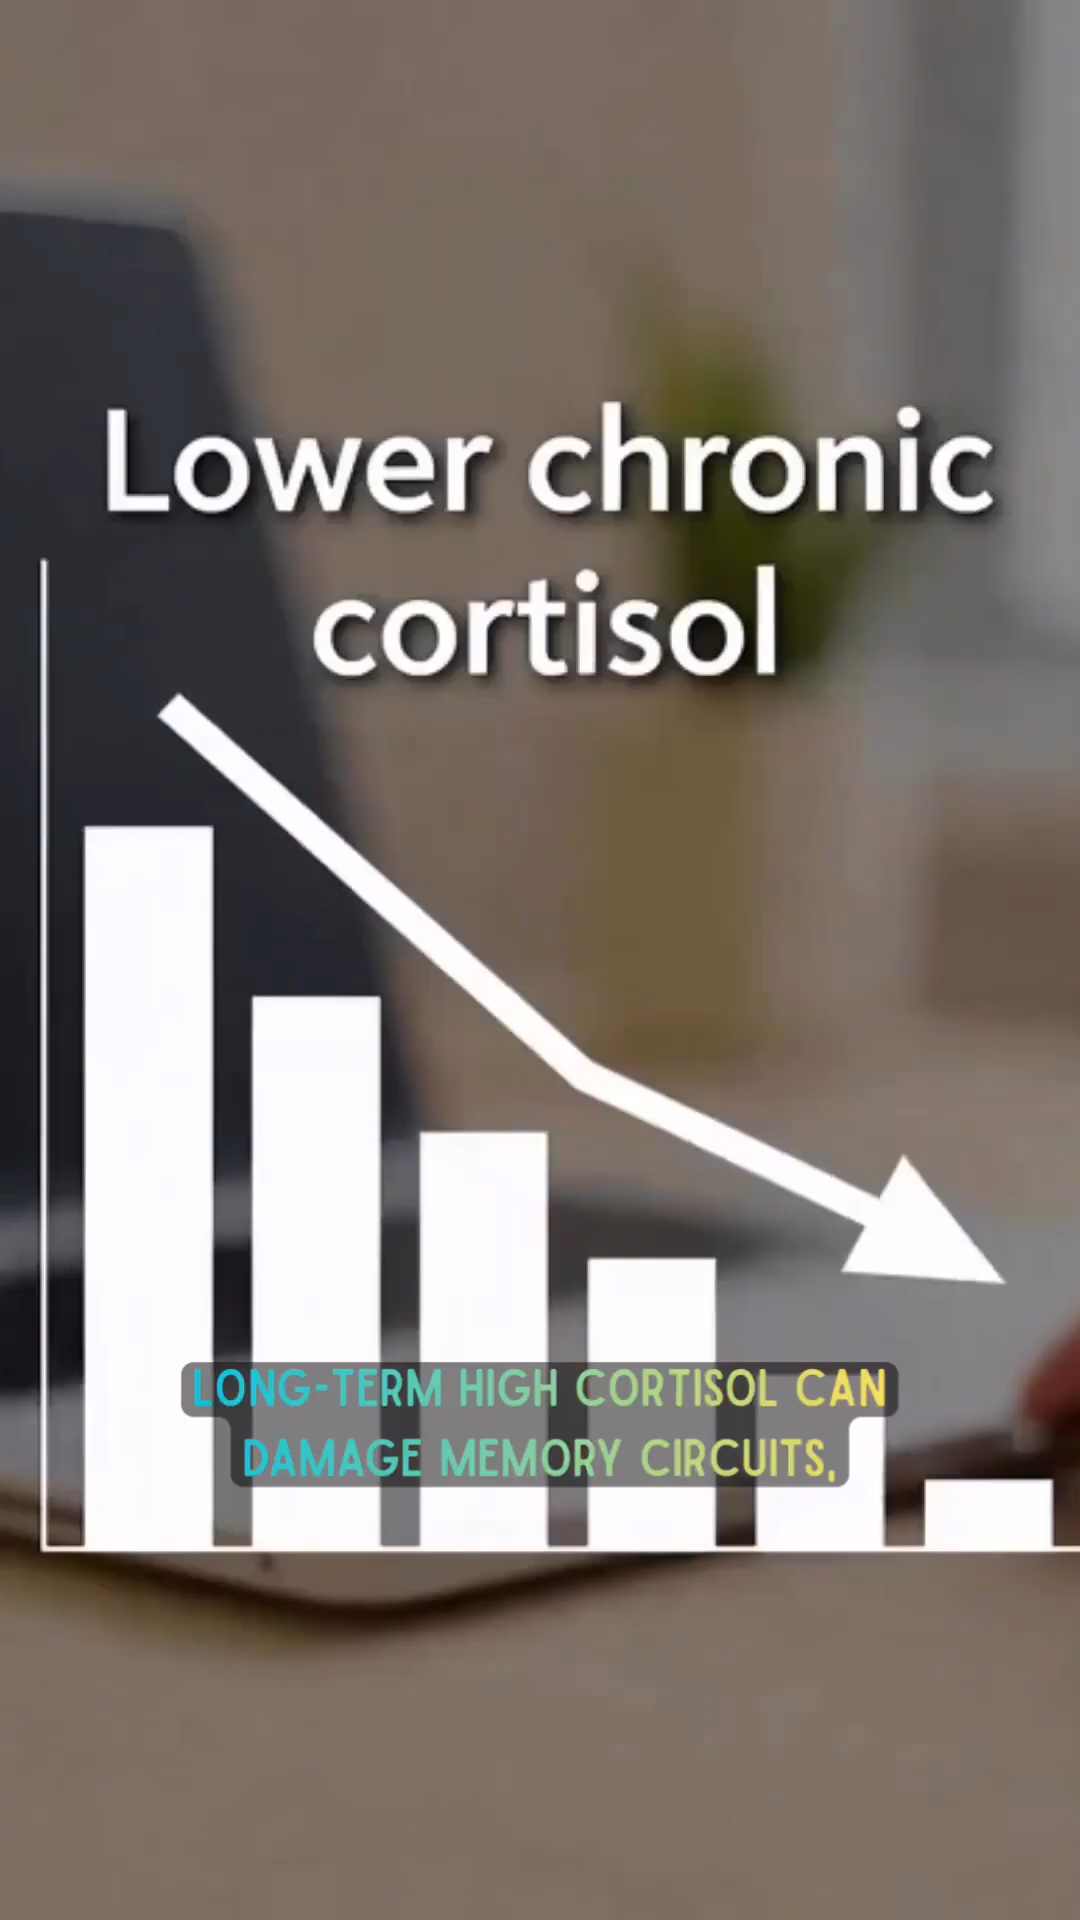 Lower chronic
cortisol
LONG-TERM HIGH CORTISOL CAN
DAMAGE MEMORY CIRCUITS,